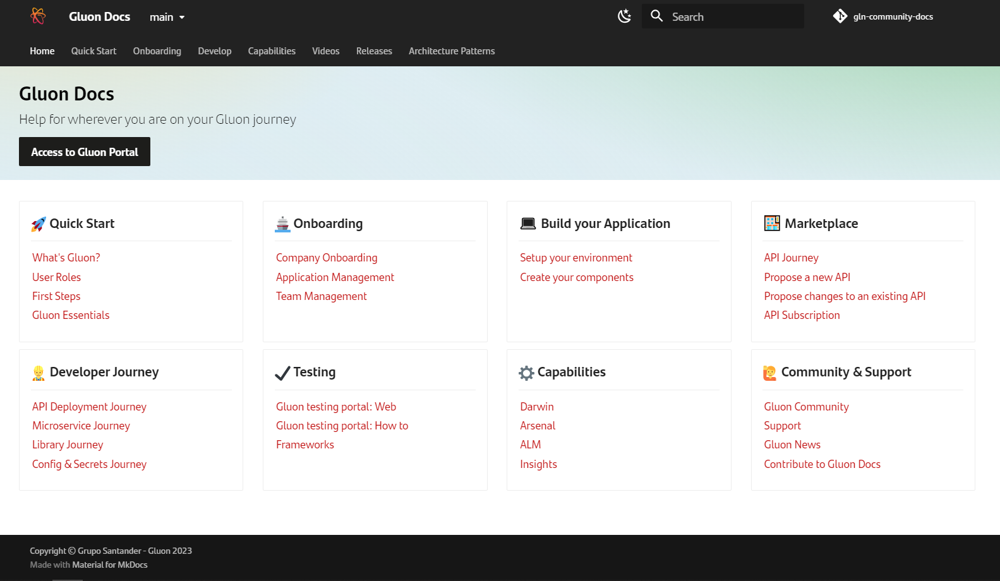 Gluon Docs
main
Search
gln-community-docs
Home
Quick Start
Onboarding
Develop
Capabilities
Videos
Releases
Architecture Patterns
Gluon Docs
Help for wherever you are on your Gluon journey
Access to Gluon Portal
Quick Start
What's Gluon?
User Roles
First Steps
Gluon Essentials
Onboarding
Company Onboarding
Application Management
Team Management
Build your Application
Setup your environment
Create your components
Marketplace
API Journey
Propose a new API
Propose changes to an existing API
API Subscription
Developer Journey
API Deployment Journey
Microservice Journey
Library Journey
Config & Secrets Journey
Testing
Gluon testing portal: Web
Gluon testing portal: How to
Frameworks
Capabilities
Darwin
Arsenal
ALM
Insights
Community & Support
Gluon Community
Support
Gluon News
Contribute to Gluon Docs
Copyright © Grupo Santander - Gluon 2023
Made with Material for MkDocs